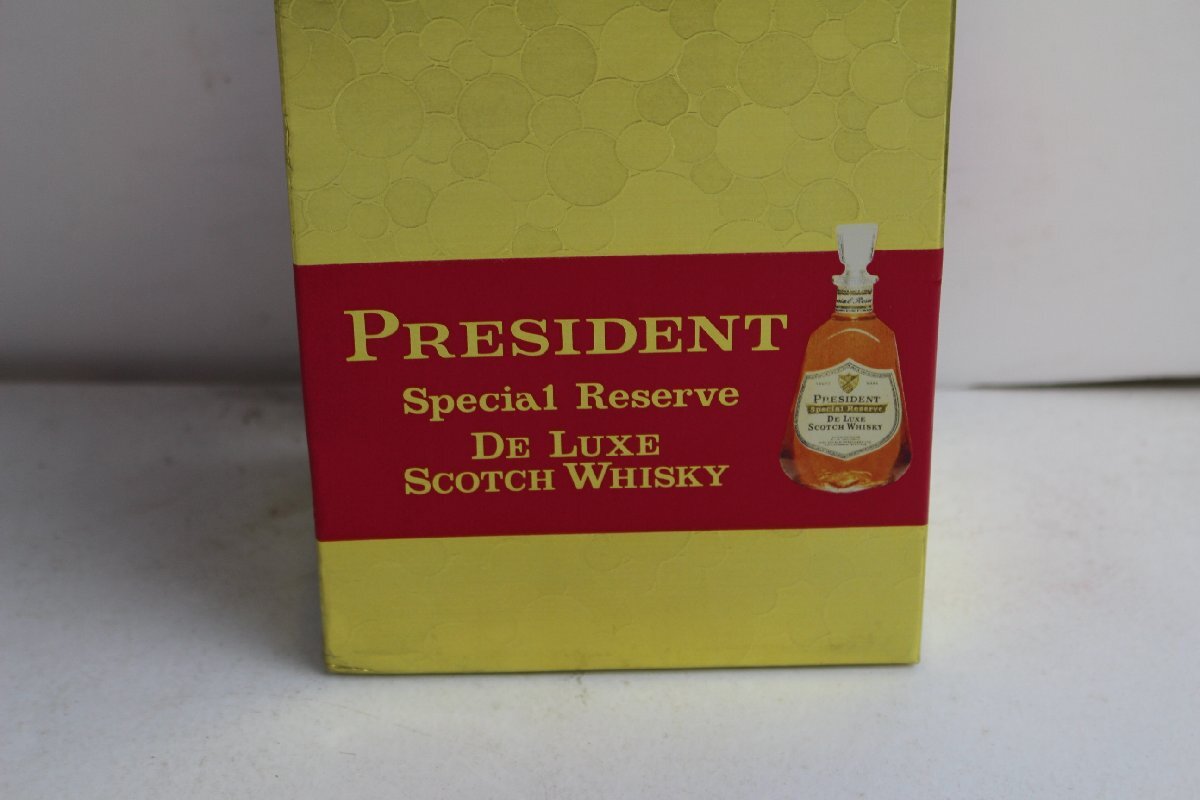 PRESIDENT
Special Reserve
DE LUXE
SCOTCH WHISKY
PRESIDENT
Special Reserve
DE LUXE
SCOTCH WHISKY